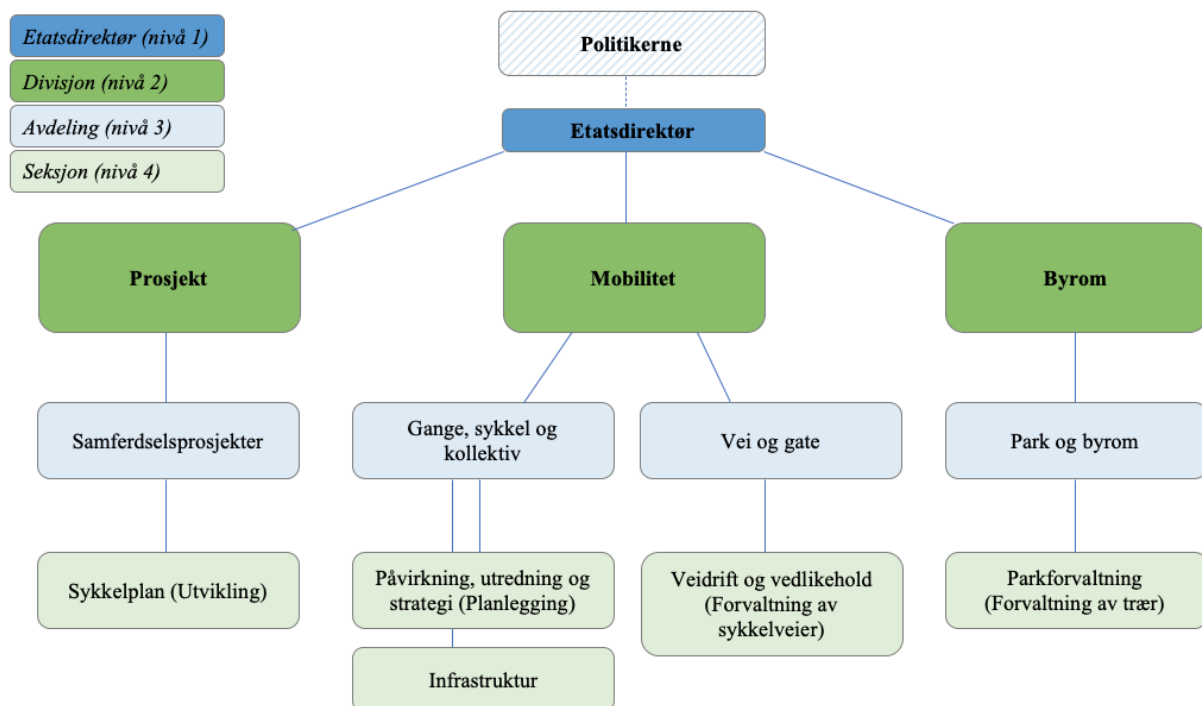 Etatsdirektør (nivå 1)
Divisjon (nivå 2)
Avdeling (nivå 3)
Seksjon (nivå 4)
Politikerne
Etatsdirektør
Prosjekt
Mobilitet
Byrom
Samferdselsprosjekter
Gange, sykkel og
kollektiv
Vei og gate
Park og byrom
Sykkelplan (Utvikling)
Påvirkning, utredning og
strategi (Planlegging)
Veidrift og vedlikehold
(Forvaltning av
sykkelveier)
Parkforvaltning
(Forvaltning av trær)
Infrastruktur